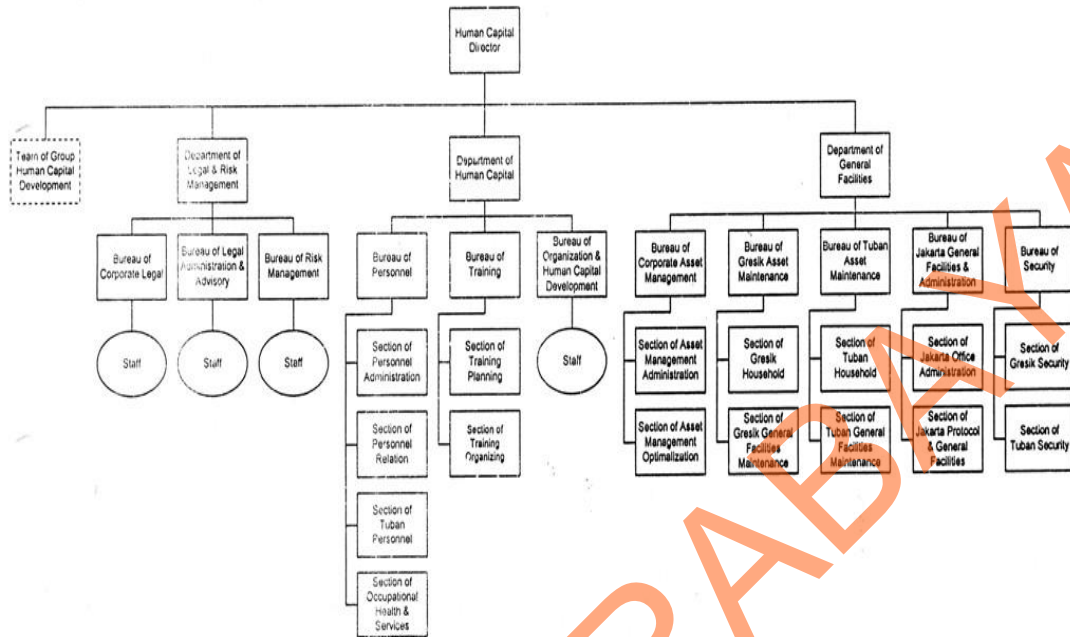 Human Capital
Director
Team of Group
Human Capital
Development
Department of
Legal & Risk
Management
Department of
Human Capital
Department of
General
Facilities
Bureau of
Corporate Legal
Bureau of Legal
Administration &
Advisory
Bureau of Risk
Management
Bureau of
Personnel
Bureau of
Training
Bureau of
Organization &
Human Capital
Development
Bureau of
Corporate Asset
Management
Bureau of
Gresik Asset
Maintenance
Bureau of Tuban
Asset
Maintenance
Bureau of
Jakarta General
Facilities &
Administration
Bureau of
Security
Staff
Staff
Staff
Section of
Personnel
Administration
Section of
Training
Planning
Staff
Section of Asset
Management
Administration
Section of
Gresik
Household
Section of
Tuban
Household
Section of
Jakarta Office
Administration
Section of
Gresik Security
Section of
Personnel
Relation
Section of
Training
Organizing
Section of Asset
Management
Optimalization
Section of
Gresik General
Facilities
Maintenance
Section of
Tuban General
Facilities
Maintenance
Section of
Jakarta Protocol
& General
Facilities
Section of
Tuban Security
Section of
Tuban
Personnel
Section of
Occupational
Health &
Services
RABAYA